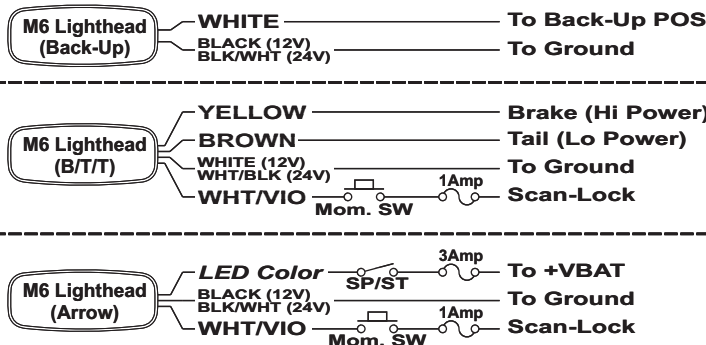 M6 Lighthead
(Back-Up)
WHITE
To Back-Up POS
BLACK (12V)
BLK/WHT (24V)
To Ground
M6 Lighthead
(B/T/T)
YELLOW
Brake (Hi Power)
BROWN
Tail (Lo Power)
WHITE (12V)
WHT/BLK (24V)
To Ground
WHT/VIO
Mom. SW
1Amp
Scan-Lock
M6 Lighthead
(Arrow)
LED Color
SP/ST
3Amp
To +VBAT
BLACK (12V)
BLK/WHT (24V)
To Ground
WHT/VIO
Mom. SW
1Amp
Scan-Lock